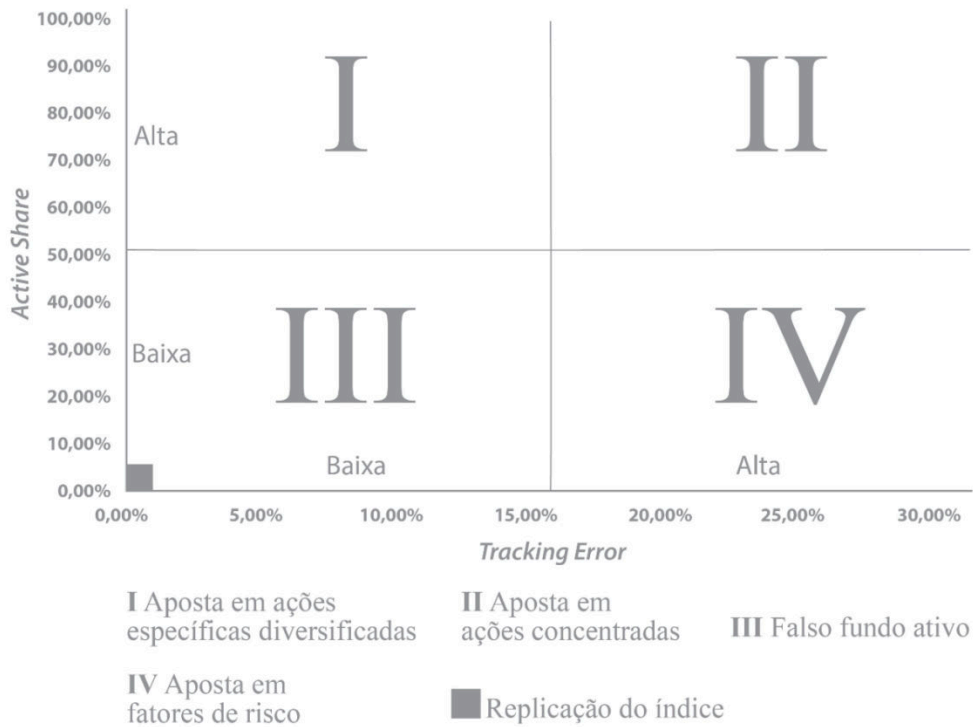 100,00%
90,00%
80,00%
70,00%
60,00%
50,00%
40,00%
30,00%
20,00%
10,00%
0,00%
Active Share
Alta
Baixa
I
II
III
IV
Baixa
Alta
0,00%
5,00%
10,00%
15,00%
20,00%
25,00%
30,00%
Tracking Error
I Aposta em ações
específicas diversificadas
II Aposta em
ações concentradas
III Falso fundo ativo
IV Aposta em
fatores de risco
Replicação do índice